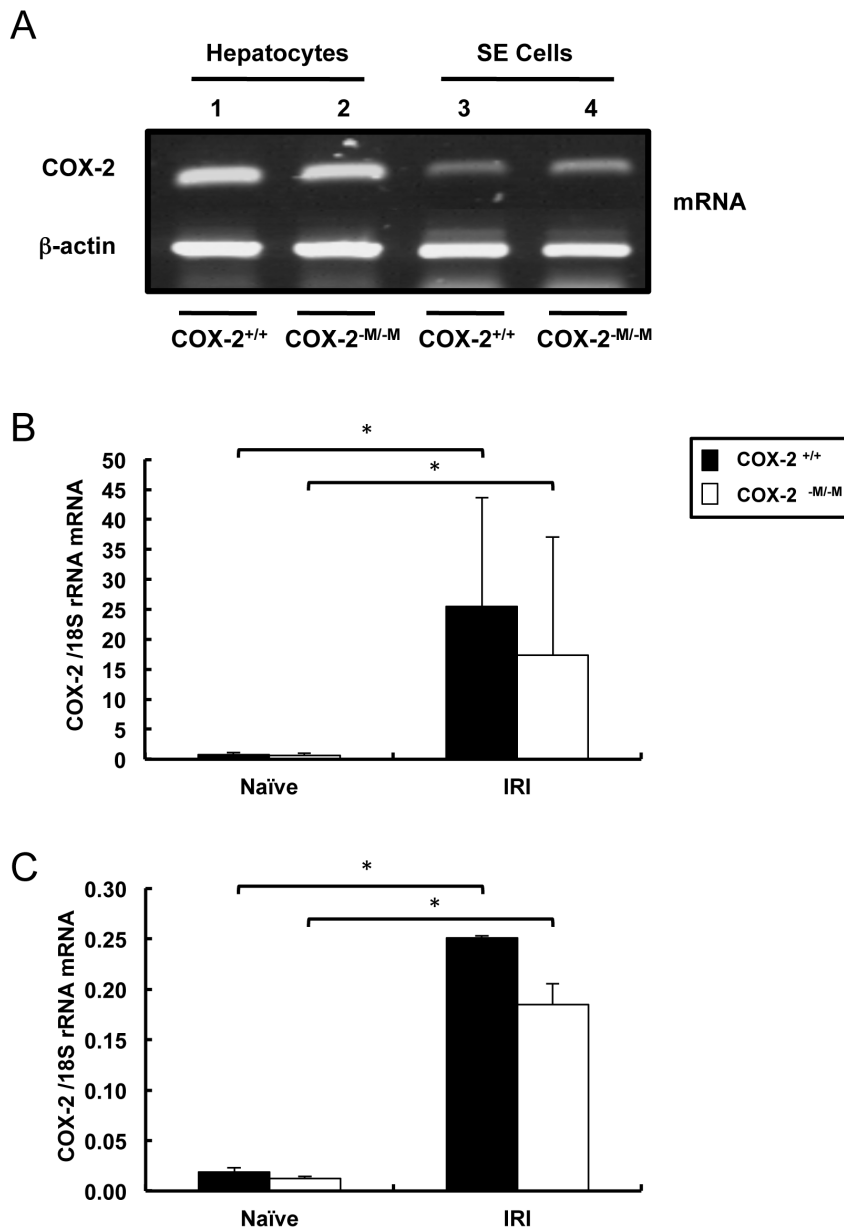 A
Hepatocytes SE Cells
1 2 3 4
COX-2
β-actin
mRNA
COX-2+/+ COX-2-M/-M COX-2+/+ COX-2-M/-M
B
* *
COX-2 +/+
COX-2 -M/-M
COX-2 /18S rRNA mRNA
50
45
40
35
30
25
20
15
10
5
0
Naïve IRI
C
* *
COX-2 /18S rRNA mRNA
0.30
0.25
0.20
0.15
0.10
0.05
0.00
Naïve IRI